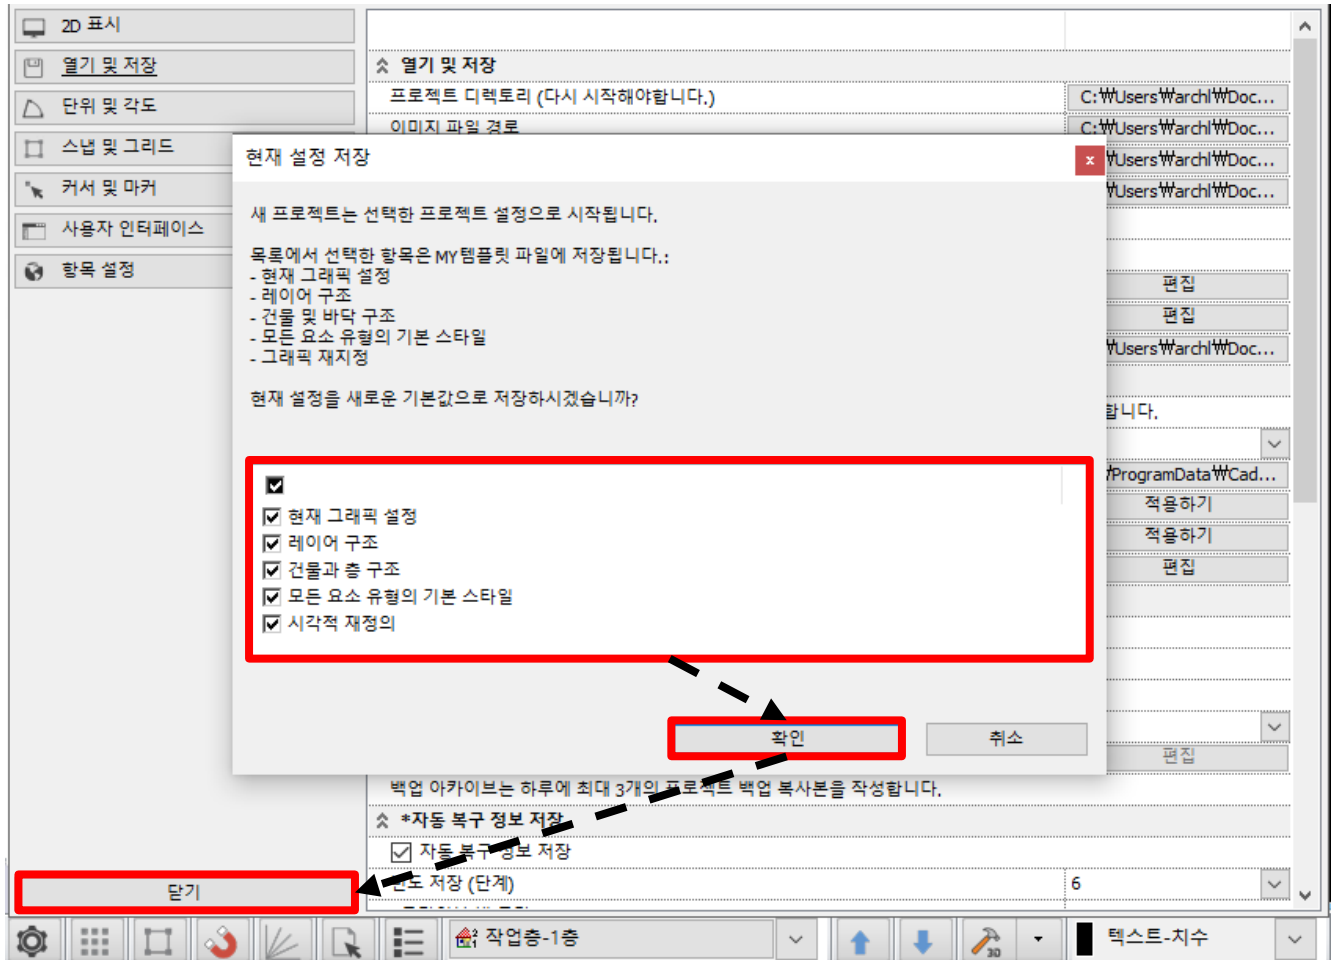 2D 표시
열기 및 저장
단위 및 각도
스냅 및 그리드
커서 및 마커
사용자 인터페이스
항목 설정
닫기
열기 및 저장
프로젝트 디렉토리 (다시 시작해야합니다.)
C:₩Users₩archl₩Doc...
이미지 파일 경로
C:₩Users₩archl₩Doc...
₩Users₩archl₩Doc...
₩Users₩archl₩Doc...
편집
편집
₩Users₩archl₩Doc...
합니다.
₩ProgramData₩Cad...
적용하기
적용하기
편집
편집
현재 설정 저장
x
새 프로젝트는 선택한 프로젝트 설정으로 시작됩니다.
목록에서 선택한 항목은 MY템플릿 파일에 저장됩니다.:
- 현재 그래픽 설정
- 레이어 구조
- 건물 및 바닥 구조
- 모든 요소 유형의 기본 스타일
- 그래픽 재지정
현재 설정을 새로운 기본값으로 저장하시겠습니까?
현재 그래픽 설정
레이어 구조
건물과 층 구조
모든 요소 유형의 기본 스타일
시각적 재정의
확인
취소
백업 아카이브는 하루에 최대 3개의 프로젝트 백업 복사본을 작성합니다.
*자동 복구 정보 저장
자동 복구 정보 저장
빈도 저장 (단계)
6
작업층-1층
3D
텍스트-치수